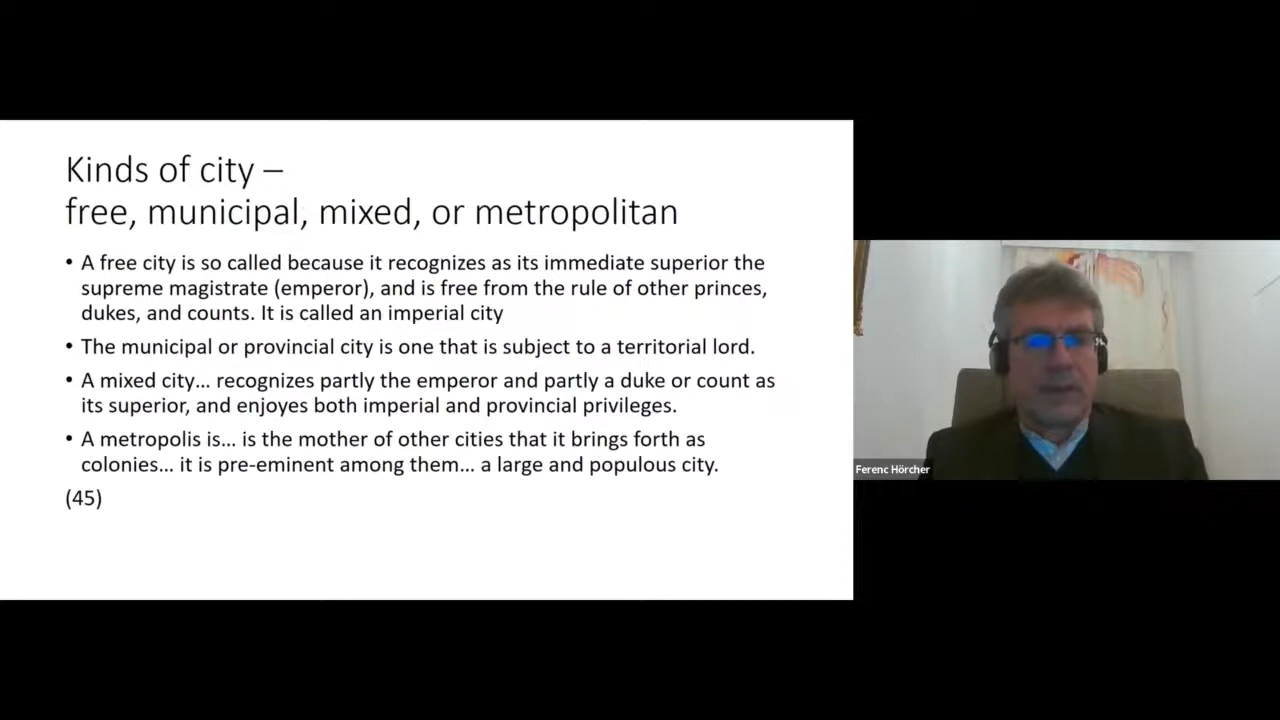 Kinds of city –
free, municipal, mixed, or metropolitan
• A free city is so called because it recognizes as its immediate superior the
supreme magistrate (emperor), and is free from the rule of other princes,
dukes, and counts. It is called an imperial city
• The municipal or provincial city is one that is subject to a territorial lord.
• A mixed city… recognizes partly the emperor and partly a duke or count as
its superior, and enjoyes both imperial and provincial privileges.
• A metropolis is… is the mother of other cities that it brings forth as
colonies… it is pre-eminent among them… a large and populous city.
(45)
Ferenc Hörcher